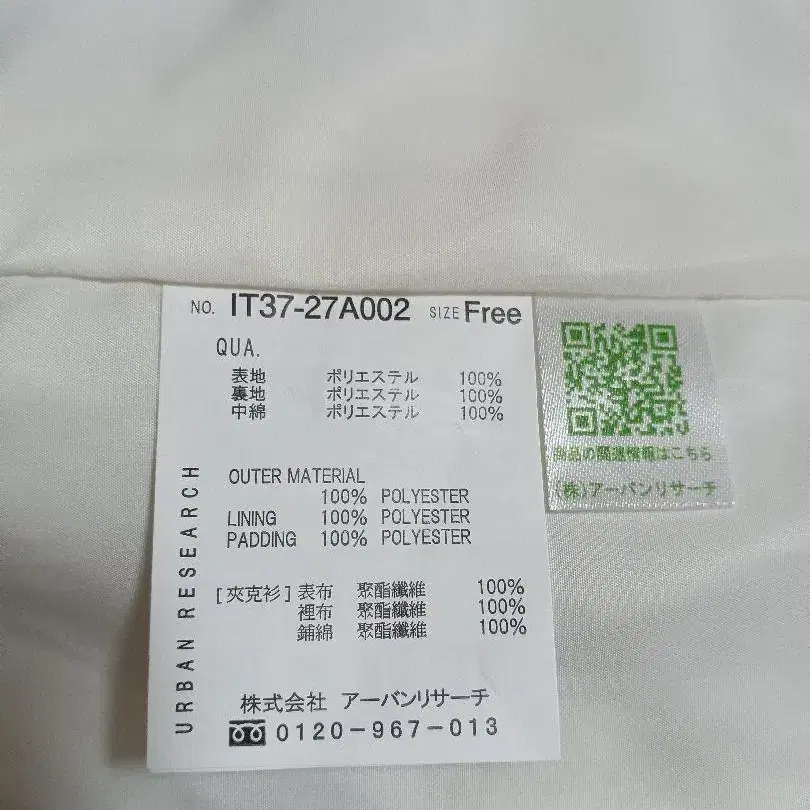 NO. IT37-27A002 SIZE Free
QUA.
表地 ポリエステル 100%
裏地 ポリエステル 100%
中綿 ポリエステル 100%
OUTER MATERIAL
100% POLYESTER
LINING 100% POLYESTER
PADDING 100% POLYESTER
[夾克衫] 表布 聚酯纖維 100%
裡布 聚酯纖維 100%
鋪綿 聚酯纖維 100%
株式会社 アーバンリサーチ
0120-967-013
URBAN RESEARCH
商品の関連情報はこちら
(株)アーバンリサーチ